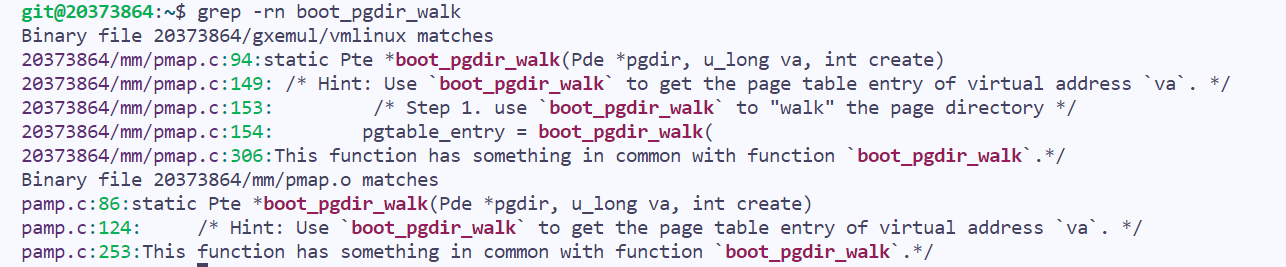 git@20373864:~$ grep -rn boot_pgdir_walk
Binary file 20373864/gxemul/vmlinux matches
20373864/mm/pmap.c:94:static Pte *boot_pgdir_walk(Pde *pgdir, u_long va, int create)
20373864/mm/pmap.c:149: /* Hint: Use `boot_pgdir_walk` to get the page table entry of virtual address `va`. */
20373864/mm/pmap.c:153:         /* Step 1. use `boot_pgdir_walk` to "walk" the page directory */
20373864/mm/pmap.c:154:        pgtable_entry = boot_pgdir_walk(
20373864/mm/pmap.c:306:This function has something in common with function `boot_pgdir_walk`.*/
Binary file 20373864/mm/pmap.o matches
pamp.c:86:static Pte *boot_pgdir_walk(Pde *pgdir, u_long va, int create)
pamp.c:124:     /* Hint: Use `boot_pgdir_walk` to get the page table entry of virtual address `va`. */
pamp.c:253:This function has something in common with function `boot_pgdir_walk`.*/